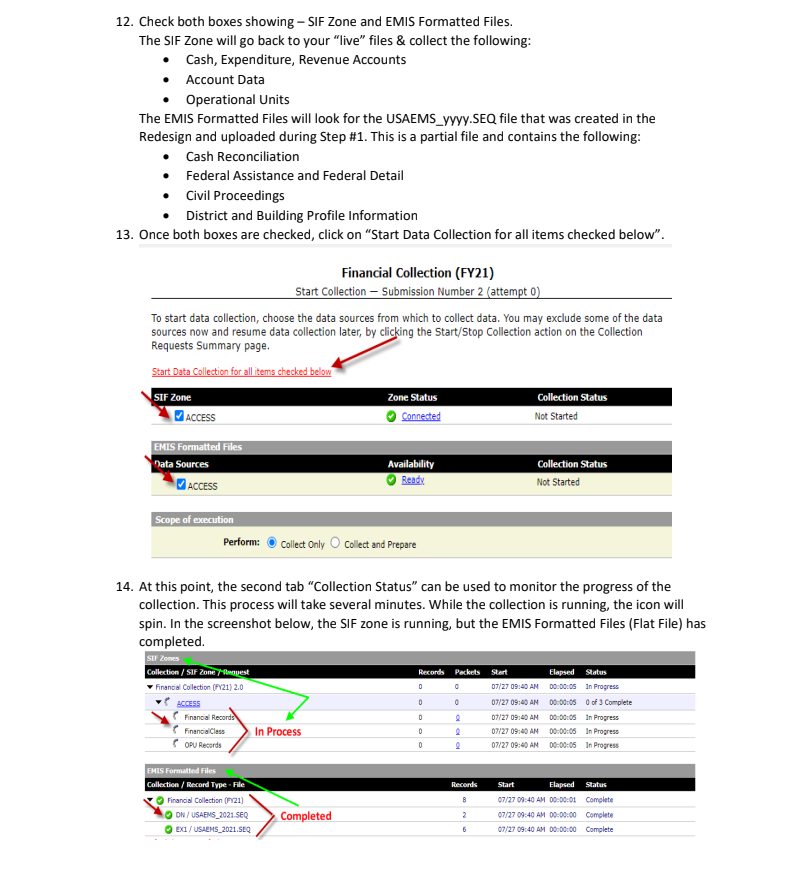 12. Check both boxes showing – SIF Zone and EMIS Formatted Files.
The SIF Zone will go back to your “live” files & collect the following:
• Cash, Expenditure, Revenue Accounts
• Account Data
• Operational Units
The EMIS Formatted Files will look for the USAEMS_yyyy.SEQ file that was created in the
Redesign and uploaded during Step #1. This is a partial file and contains the following:
• Cash Reconciliation
• Federal Assistance and Federal Detail
• Civil Proceedings
• District and Building Profile Information
13. Once both boxes are checked, click on “Start Data Collection for all items checked below”.
Financial Collection (FY21)
Start Collection — Submission Number 2 (attempt 0)
To start data collection, choose the data sources from which to collect data. You may exclude some of the data
sources now and resume data collection later, by clicking the Start/Stop Collection action on the Collection
Requests Summary page.
Start Data Collection for all items checked below
SIF Zone Zone Status Collection Status
ACCESS Connected Not Started
EMIS Formatted Files
Data Sources Availability Collection Status
ACCESS Ready Not Started
Scope of execution
Perform: Collect Only Collect and Prepare
14. At this point, the second tab “Collection Status” can be used to monitor the progress of the
collection. This process will take several minutes. While the collection is running, the icon will
spin. In the screenshot below, the SIF zone is running, but the EMIS Formatted Files (Flat File) has
completed.
SIF Zones
Collection / SIF Zone / Request Records Packets Start Elapsed Status
Financial Collection (FY21) 2.0 0 0 07/27 09:40 AM 00:00:05 In Progress
ACCESS 0 0 07/27 09:40 AM 00:00:05 0 of 3 Complete
Financial Records 0 0 07/27 09:40 AM 00:00:05 In Progress
FinancialClass In Process 0 0 07/27 09:40 AM 00:00:05 In Progress
OPU Records 0 0 07/27 09:40 AM 00:00:05 In Progress
EMIS Formatted Files
Collection / Record Type - File Records Start Elapsed Status
Financial Collection (FY21) 8 07/27 09:40 AM 00:00:01 Complete
DN / USAEMS_2021.SEQ Completed 2 07/27 09:40 AM 00:00:00 Complete
EX1 / USAEMS_2021.SEQ 6 07/27 09:40 AM 00:00:00 Complete